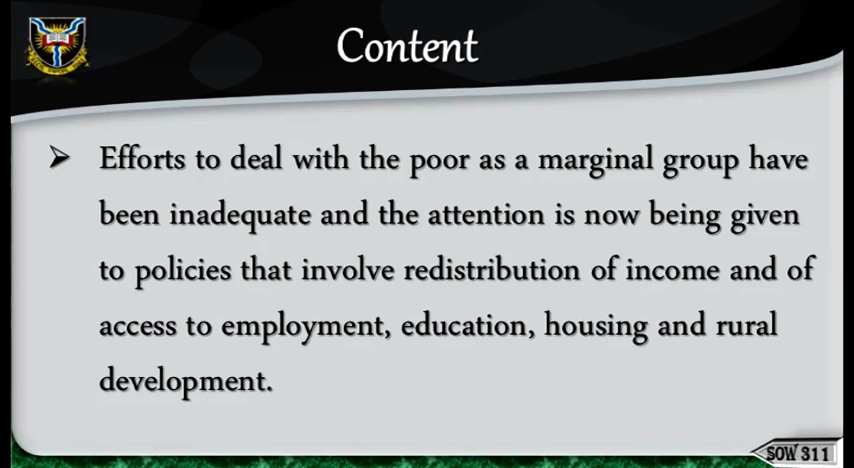 Content
➤ Efforts to deal with the poor as a marginal group have
been inadequate and the attention is now being given
to policies that involve redistribution of income and of
access to employment, education, housing and rural
development.
SOW 311